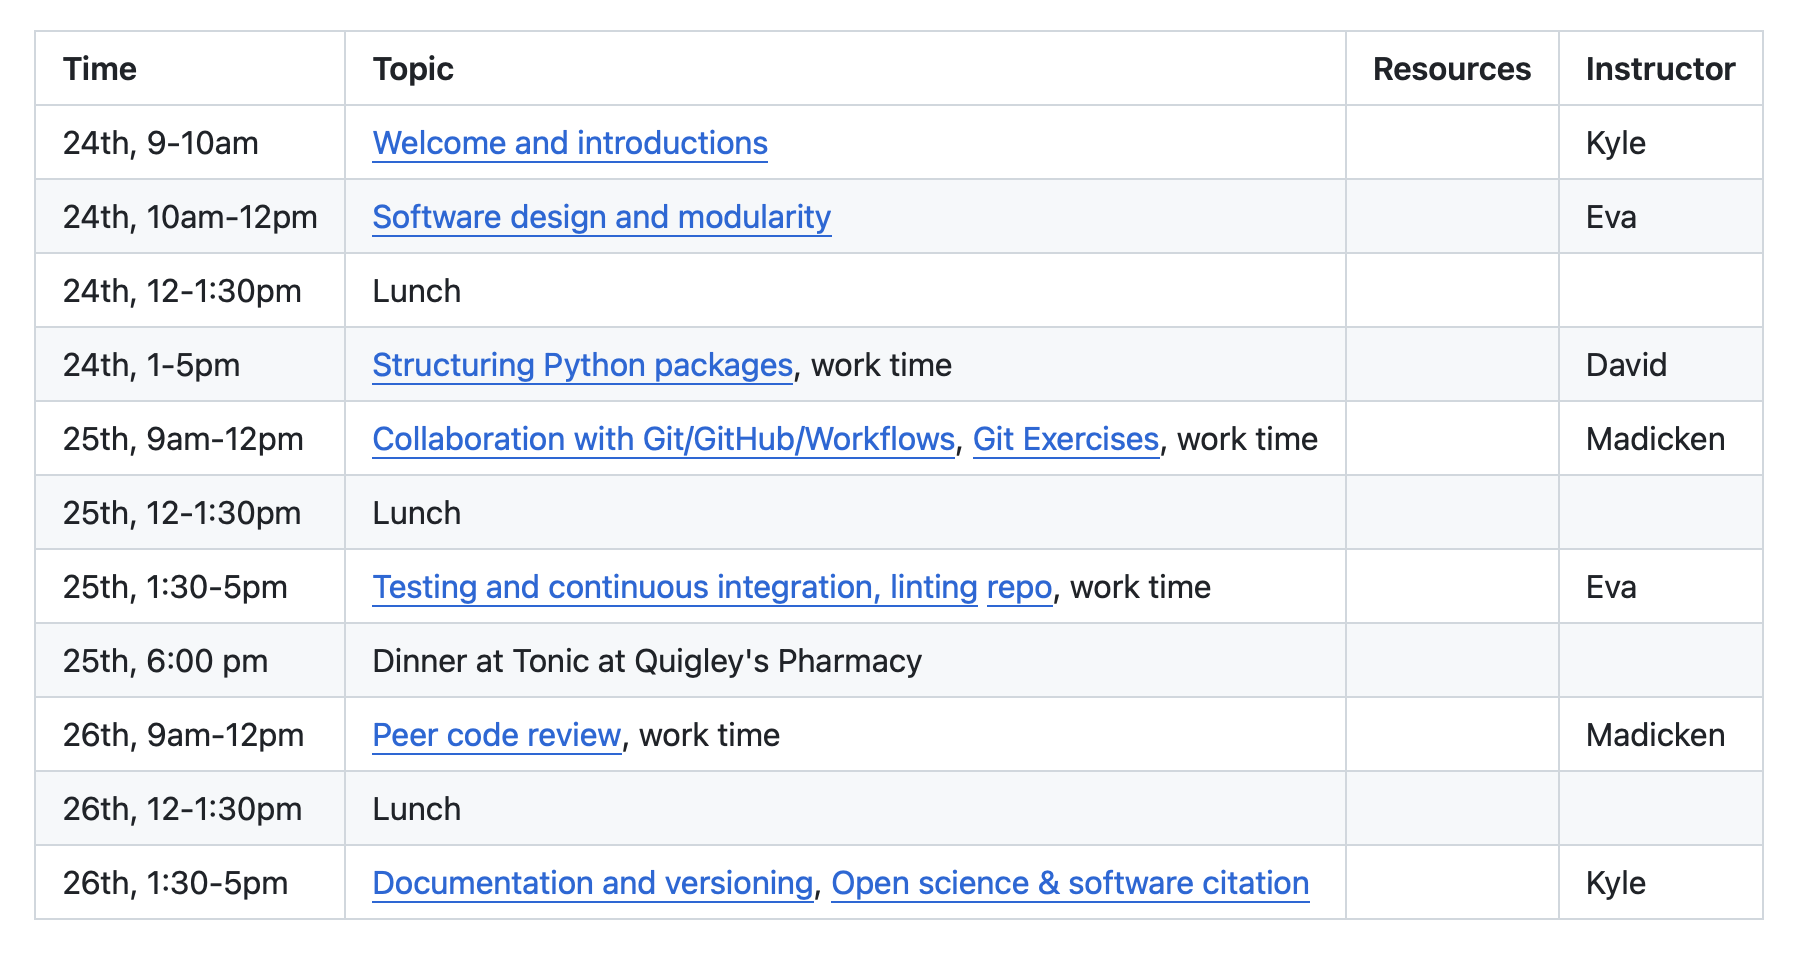 Time Topic Resources Instructor
24th, 9-10am Welcome and introductions Kyle
24th, 10am-12pm Software design and modularity Eva
24th, 12-1:30pm Lunch
24th, 1-5pm Structuring Python packages, work time David
25th, 9am-12pm Collaboration with Git/GitHub/Workflows, Git Exercises, work time Madicken
25th, 12-1:30pm Lunch
25th, 1:30-5pm Testing and continuous integration, linting repo, work time Eva
25th, 6:00 pm Dinner at Tonic at Quigley's Pharmacy
26th, 9am-12pm Peer code review, work time Madicken
26th, 12-1:30pm Lunch
26th, 1:30-5pm Documentation and versioning, Open science & software citation Kyle